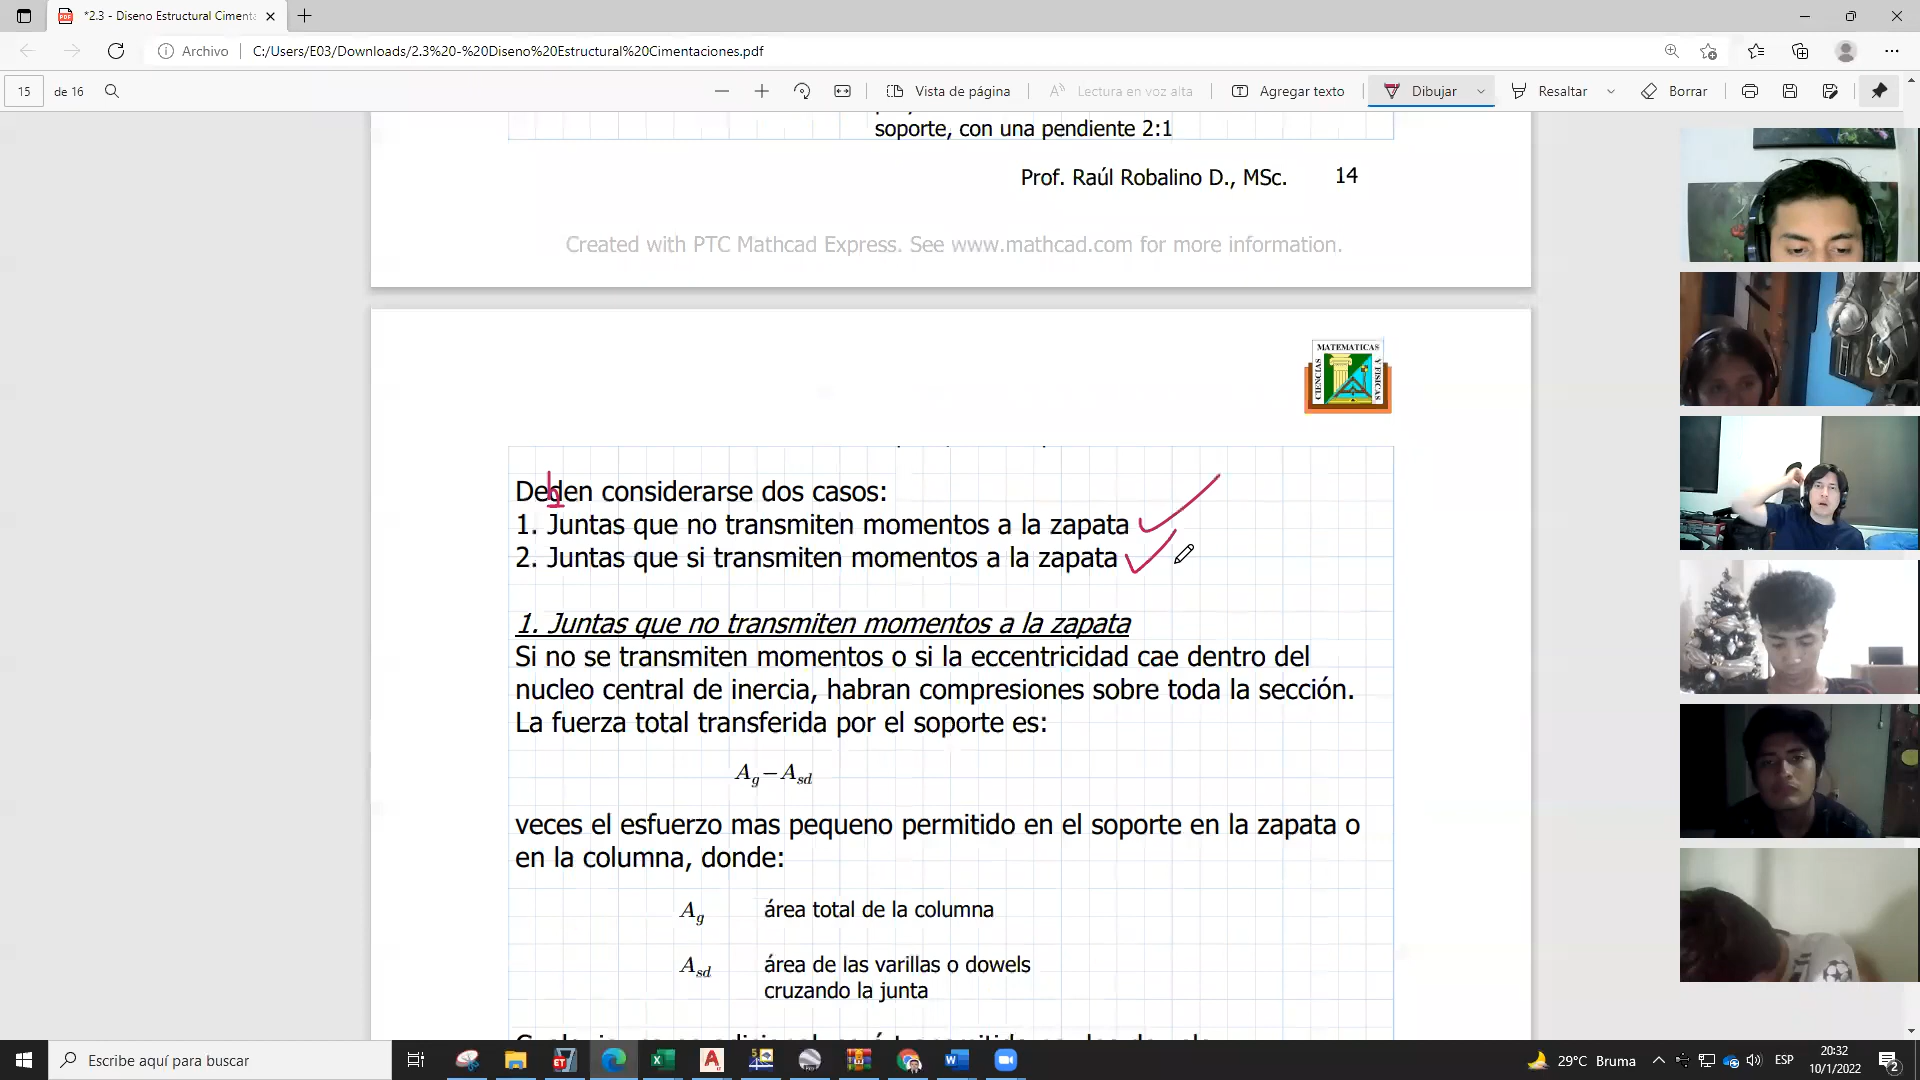 *2.3 - Diseno Estructural Cimenta
Archivo C:/Users/E03/Downloads/2.3%20-%20Diseno%20Estructural%20Cimentaciones.pdf
15 de 16 Vista de página Lectura en voz alta Agregar texto Dibujar Resaltar Borrar
soporte, con una pendiente 2:1
Prof. Raúl Robalino D., MSc. 14
Created with PTC Mathcad Express. See www.mathcad.com for more information.
MATEMATICAS
CIENCIAS
Y FISICAS
Deben considerarse dos casos:
1. Juntas que no transmiten momentos a la zapata
2. Juntas que si transmiten momentos a la zapata
1. Juntas que no transmiten momentos a la zapata
Si no se transmiten momentos o si la eccentricidad cae dentro del
nucleo central de inercia, habran compresiones sobre toda la sección.
La fuerza total transferida por el soporte es:
Ag−Asd
veces el esfuerzo mas pequeno permitido en el soporte en la zapata o
en la columna, donde:
Ag área total de la columna
Asd área de las varillas o dowels
cruzando la junta
Escribe aquí para buscar
29°C Bruma
ESP
20:32
10/1/2022
2